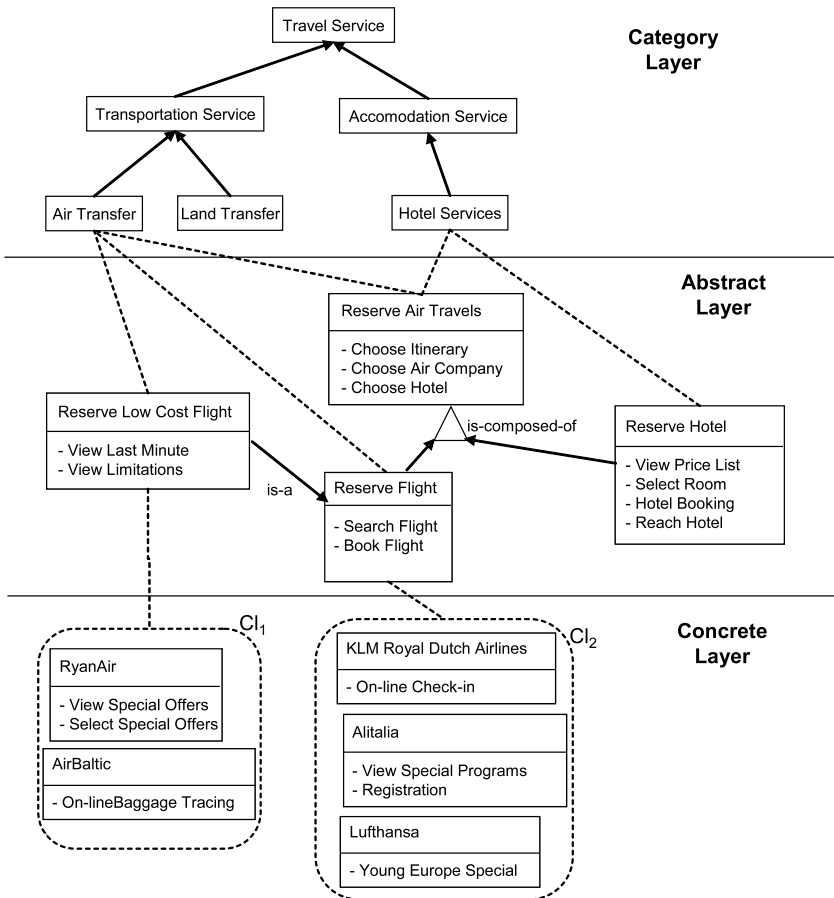 Travel Service
Category
Layer
Transportation Service
Accomodation Service
Air Transfer
Land Transfer
Hotel Services
Abstract
Layer
Reserve Air Travels
- Choose Itinerary
- Choose Air Company
- Choose Hotel
Reserve Low Cost Flight
- View Last Minute
- View Limitations
is-composed-of
Reserve Hotel
- View Price List
- Select Room
- Hotel Booking
- Reach Hotel
is-a
Reserve Flight
- Search Flight
- Book Flight
Concrete
Layer
Cl1
RyanAir
- View Special Offers
- Select Special Offers
AirBaltic
- On-lineBaggage Tracing
Cl2
KLM Royal Dutch Airlines
- On-line Check-in
Alitalia
- View Special Programs
- Registration
Lufthansa
- Young Europe Special